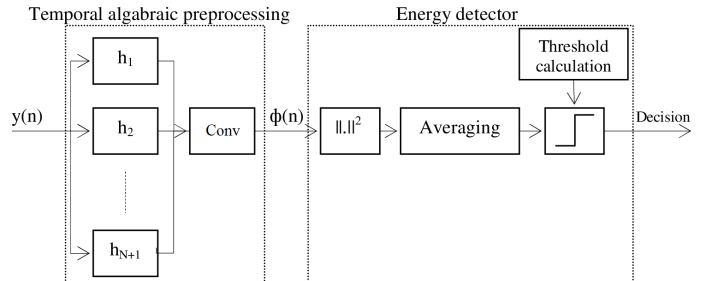 Temporal algabraic preprocessing
Energy detector
Threshold
calculation
h₁
y(n)
h₂
Conv
ϕ(n)
||.||²
Averaging
Decision
hₙ₊₁